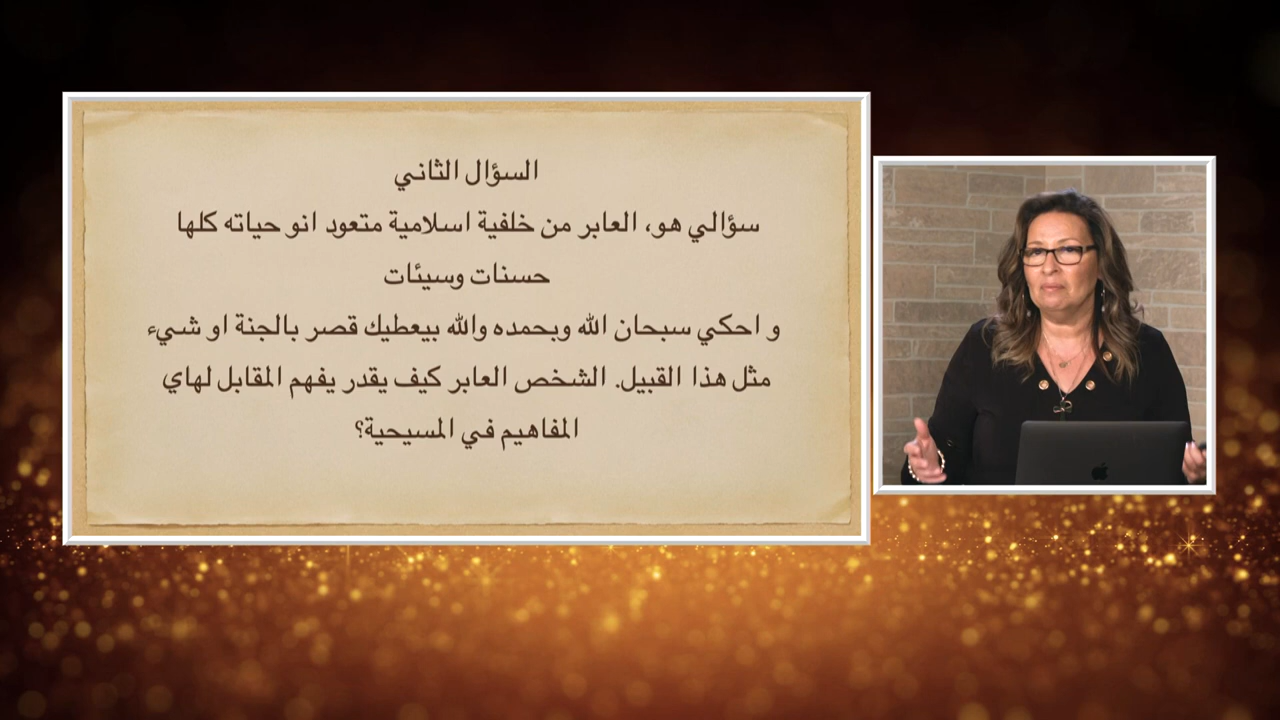 السؤال الثاني
سؤالي هو، العابر من خلفية اسلامية متعود انو حياته كلها
حسنات وسيئات
و احكي سبحان الله وبحمده والله بيعطيك قصر بالجنة او شيء
مثل هذا القبيل. الشخص العابر كيف يقدر يفهم المقابل لهاي
المفاهيم في المسيحية؟